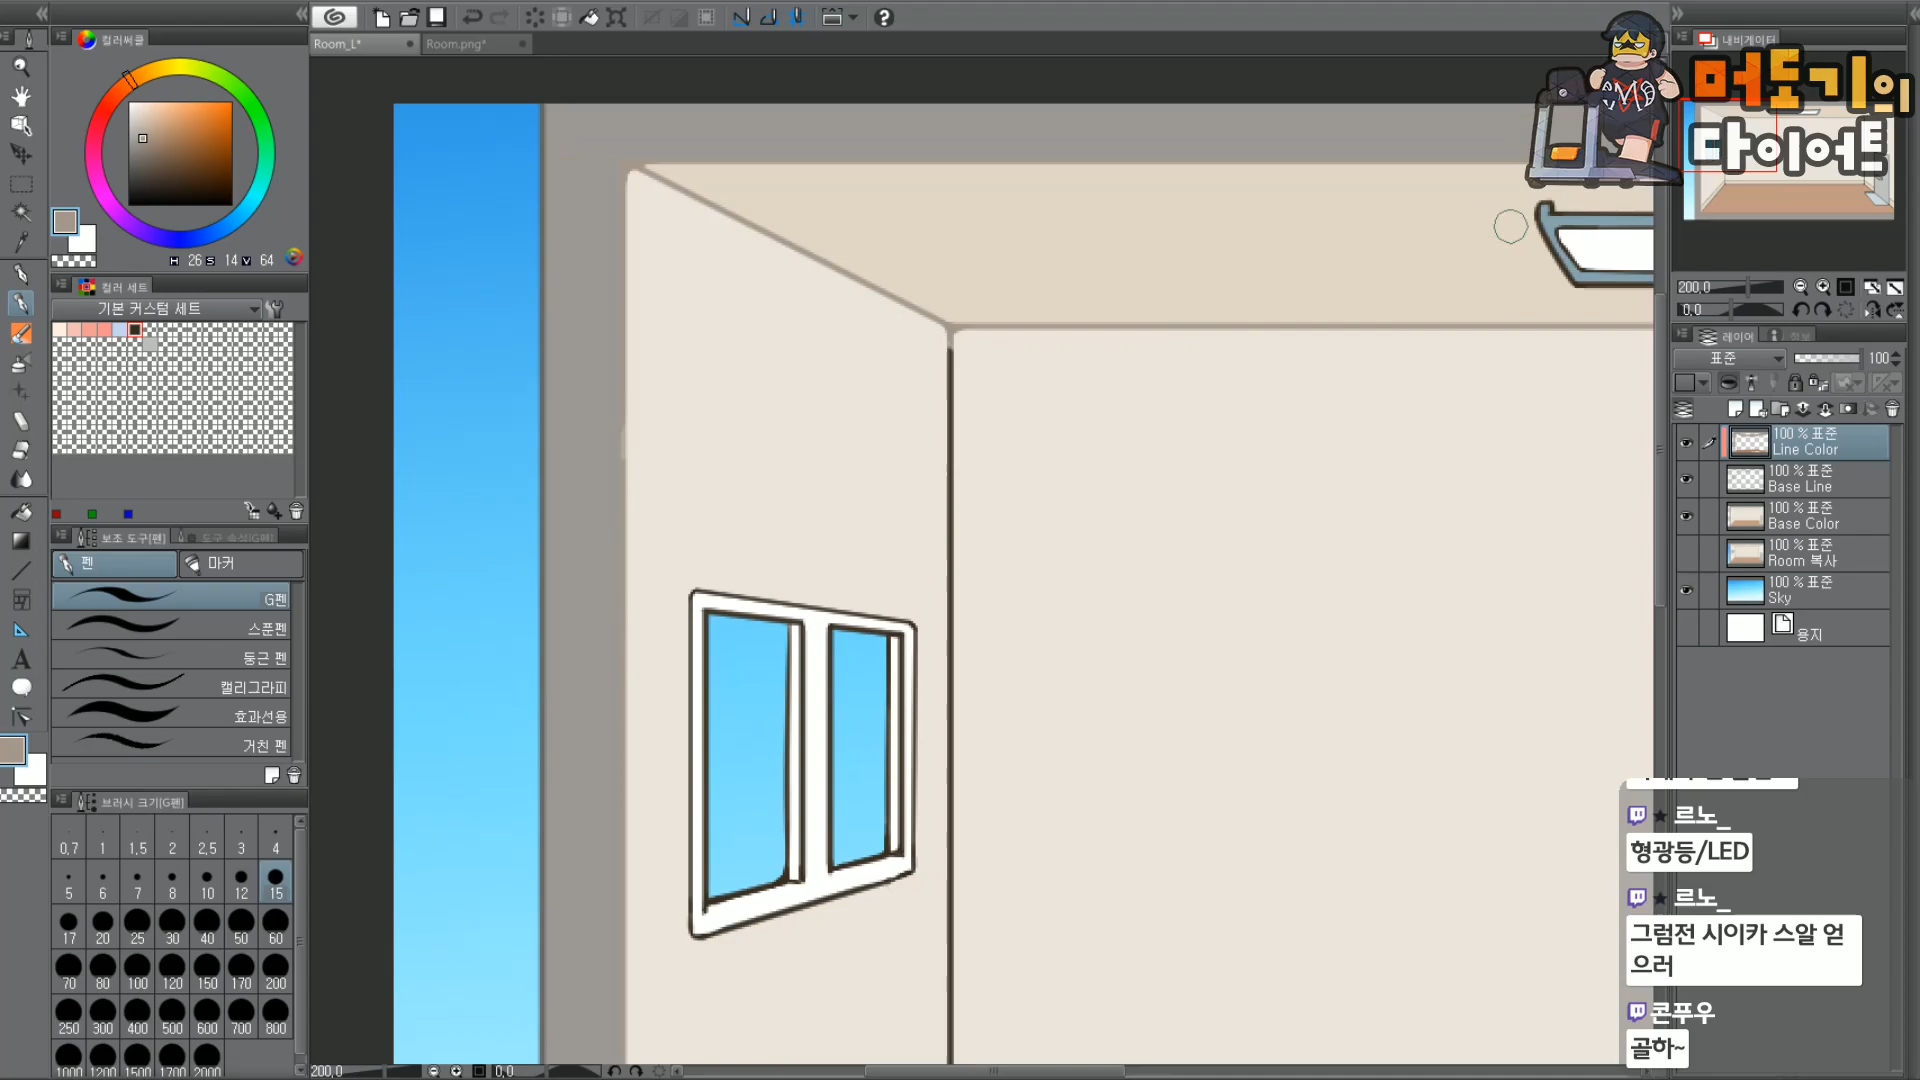 컬러써클
Room_L*
Room.png*
내비게이터
머도기의
다이어트
H 26 S 14 V 64
컬러 세트
기본 커스텀 세트
200,0
0,0
레이어
정보
표준
100
100 % 표준
Line Color
100 % 표준
Base Line
100 % 표준
Base Color
100 % 표준
Room 복사
100 % 표준
Sky
용지
보조 도구[펜]
도구 속성[G펜]
펜
마커
G펜
스푼펜
둥근 펜
캘리그라피
효과선용
거친 펜
브러시 크기[G펜]
0,7 1 1,5 2 2,5 3 4
5 6 7 8 10 12 15
17 20 25 30 40 50 60
70 80 100 120 150 170 200
250 300 400 500 600 700 800
1000 1200 1500 1700 2000
200,0
0,0
르노_
형광등/LED
르노_
그럼전 시이카 스알 얻
으러
콘푸우
골하~